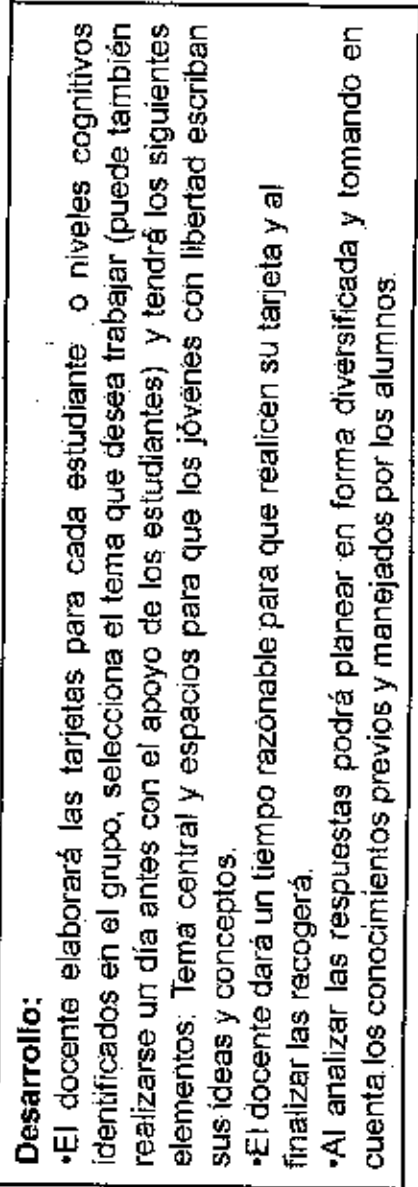 Desarrollo:
•El docente elaborará las tarjetas para cada estudiante o niveles cognitivos
identificados en el grupo, selecciona el tema que desea trabajar (puede también
realizarse un día antes con el apoyo de los estudiantes) y tendrá los siguientes
elementos: Tema central y espacios para que los jóvenes con libertad escriban
sus ideas y conceptos.
•El docente dará un tiempo razonable para que realicen su tarjeta y al
finalizar las recogerá.
•Al analizar las respuestas podrá planear en forma diversificada y tomando en
cuenta los conocimientos previos y manejados por los alumnos.